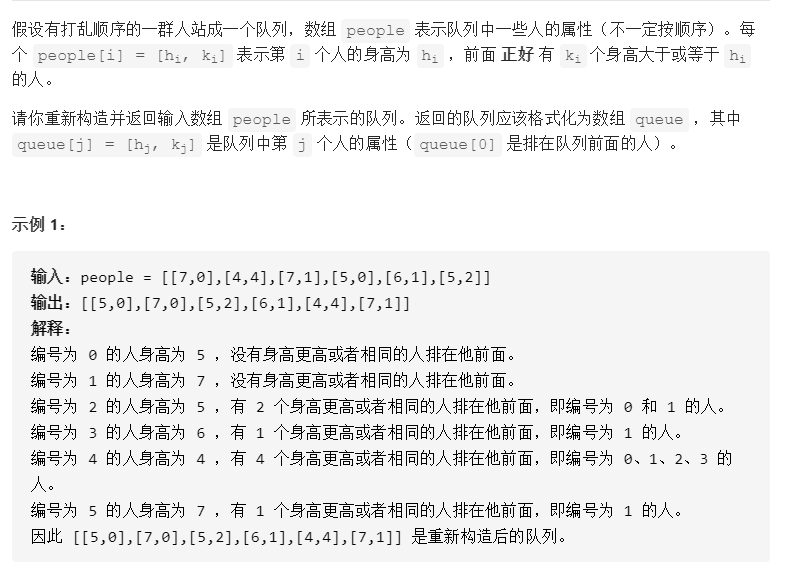 假设有打乱顺序的一群人站成一个队列，数组 people 表示队列中一些人的属性（不一定按顺序）。每
个 people[i] = [hi, ki] 表示第 i 个人的身高为 hi ，前面 正好 有 ki 个身高大于或等于 hi
的人。
请你重新构造并返回输入数组 people 所表示的队列。返回的队列应该格式化为数组 queue ，其中
queue[j] = [hj, kj] 是队列中第 j 个人的属性（queue[0] 是排在队列前面的人）。
示例 1：
输入：people = [[7,0],[4,4],[7,1],[5,0],[6,1],[5,2]]
输出：[[5,0],[7,0],[5,2],[6,1],[4,4],[7,1]]
解释：
编号为 0 的人身高为 5 ，没有身高更高或者相同的人排在他前面。
编号为 1 的人身高为 7 ，没有身高更高或者相同的人排在他前面。
编号为 2 的人身高为 5 ，有 2 个身高更高或者相同的人排在他前面，即编号为 0 和 1 的人。
编号为 3 的人身高为 6 ，有 1 个身高更高或者相同的人排在他前面，即编号为 1 的人。
编号为 4 的人身高为 4 ，有 4 个身高更高或者相同的人排在他前面，即编号为 0、1、2、3 的
人。
编号为 5 的人身高为 7 ，有 1 个身高更高或者相同的人排在他前面，即编号为 1 的人。
因此 [[5,0],[7,0],[5,2],[6,1],[4,4],[7,1]] 是重新构造后的队列。